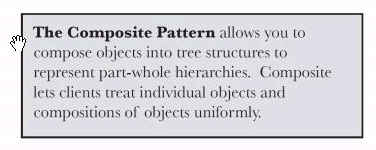 The Composite Pattern allows you to
compose objects into tree structures to
represent part-whole hierarchies. Composite
lets clients treat individual objects and
compositions of objects uniformly.